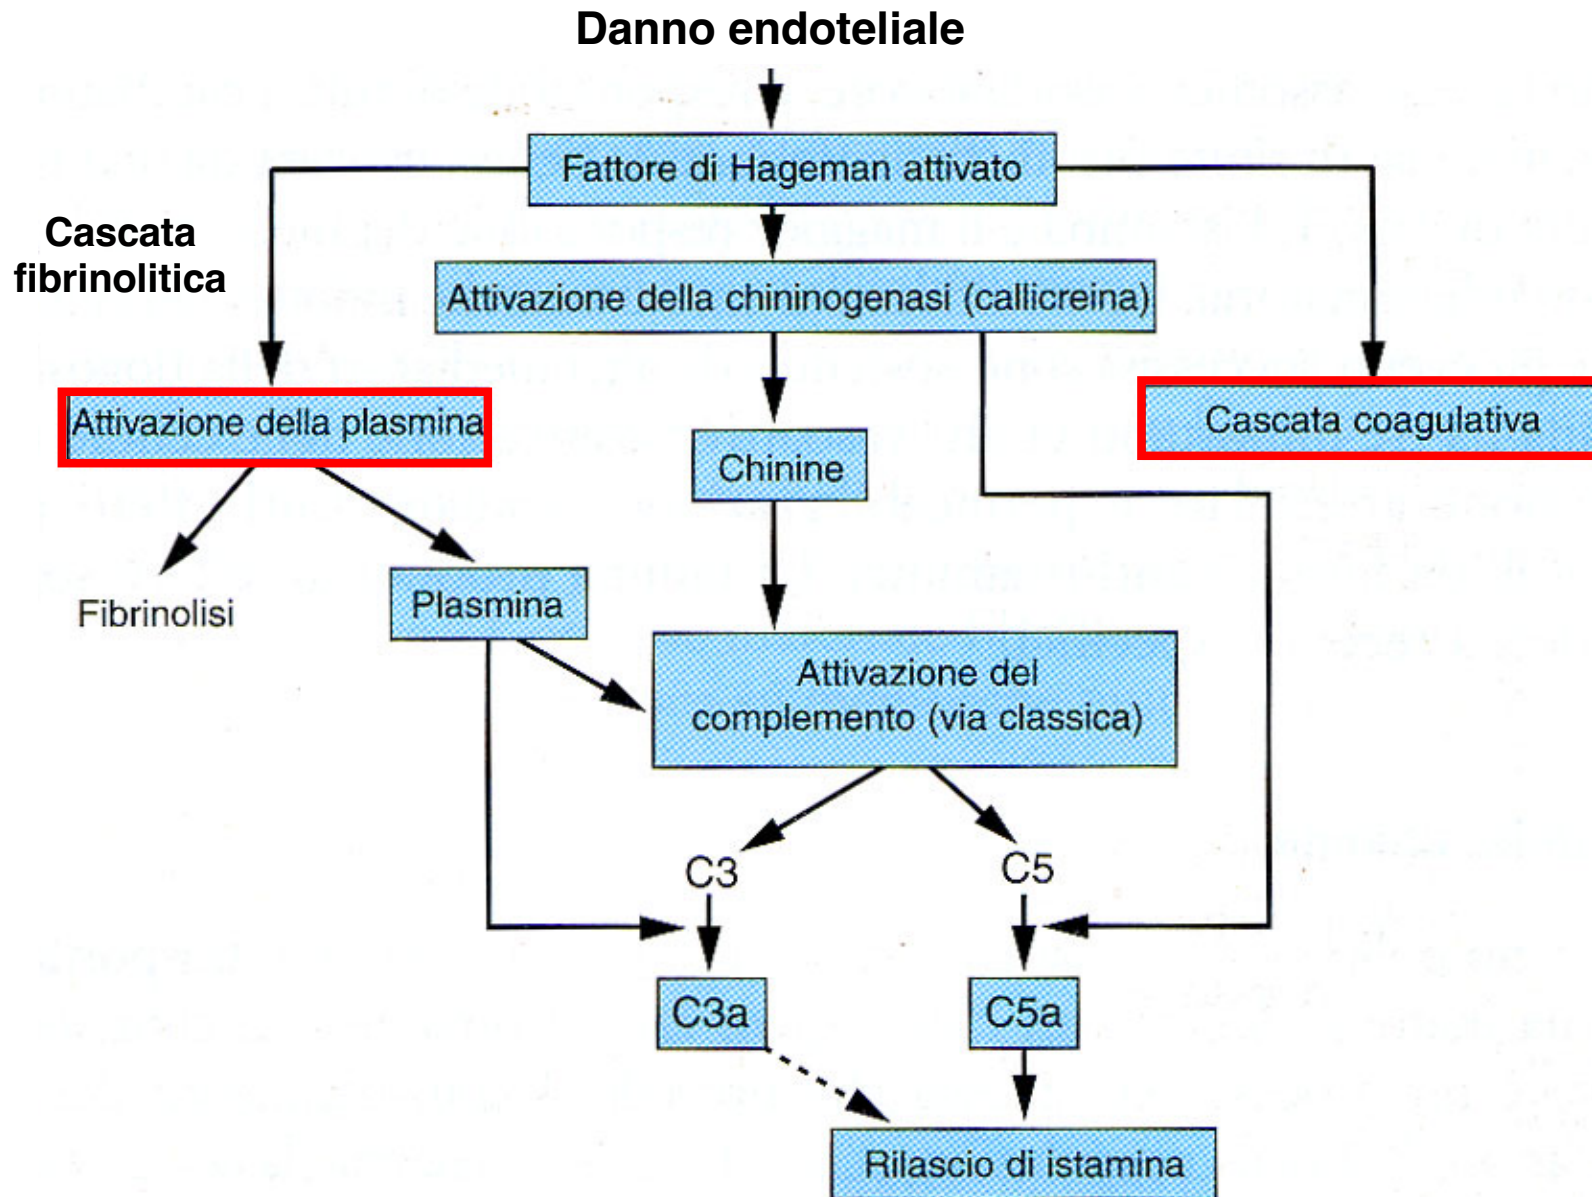 Danno endoteliale
Fattore di Hageman attivato
Cascata
fibrinolitica
Attivazione della chininogenasi (callicreina)
Attivazione della plasmina
Cascata coagulativa
Chinine
Fibrinolisi
Plasmina
Attivazione del
complemento (via classica)
C3
C5
C3a
C5a
Rilascio di istamina